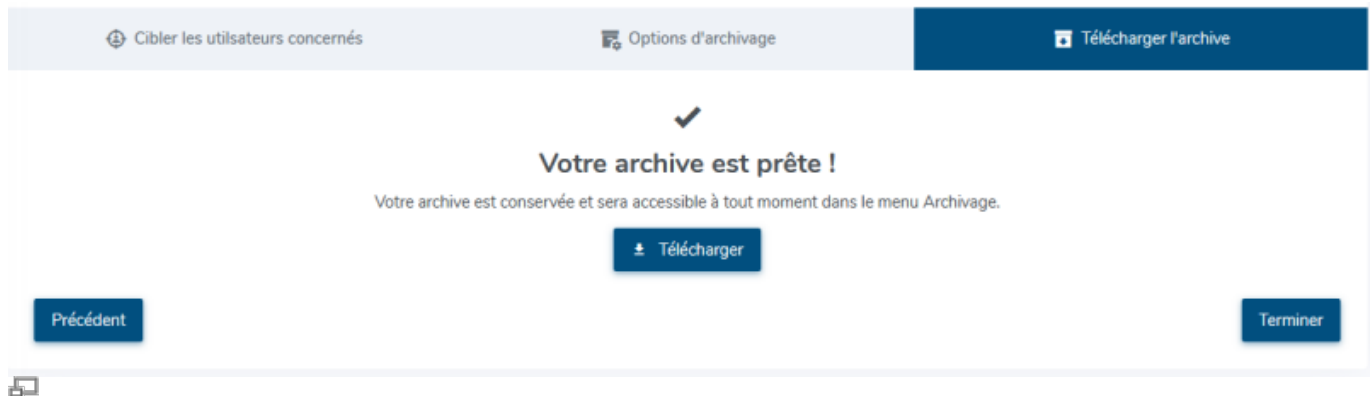 Cibler les utilsateurs concernés
Options d'archivage
Télécharger l'archive
Votre archive est prête !
Votre archive est conservée et sera accessible à tout moment dans le menu Archivage.
Télécharger
Précédent
Terminer